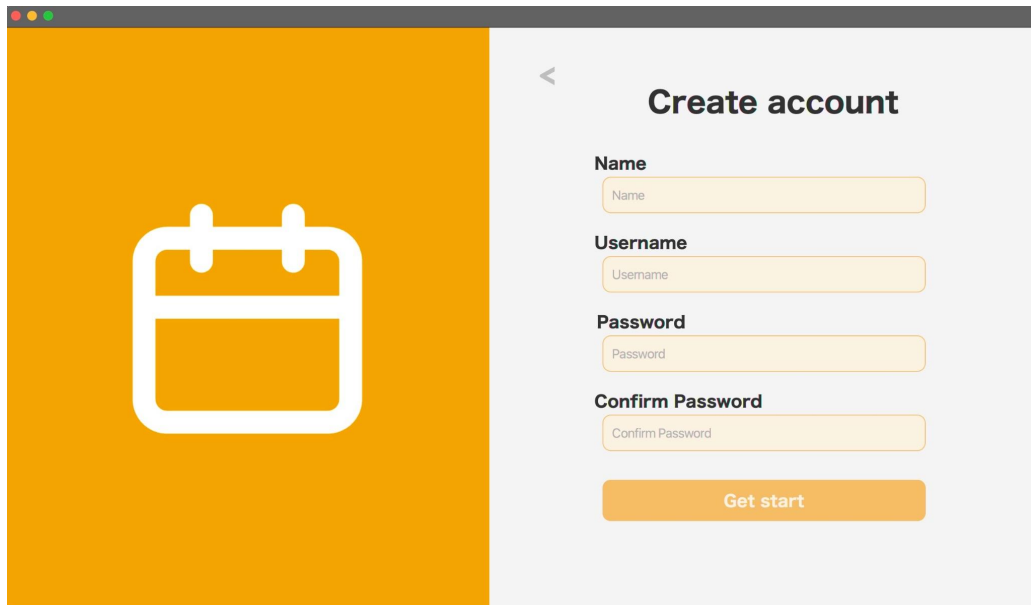 <
Create account
Name
Name
Username
Username
Password
Password
Confirm Password
Confirm Password
Get start